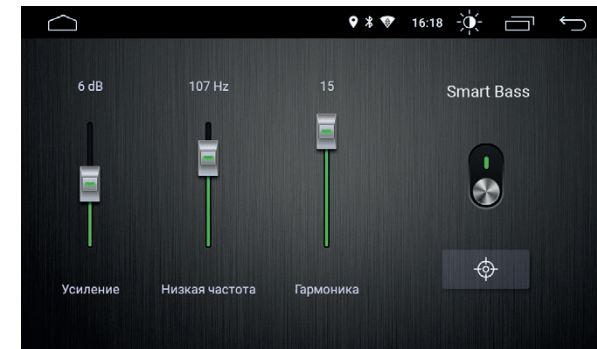 16:18
6 dB
107 Hz
15
Smart Bass
Усиление
Низкая частота
Гармоника